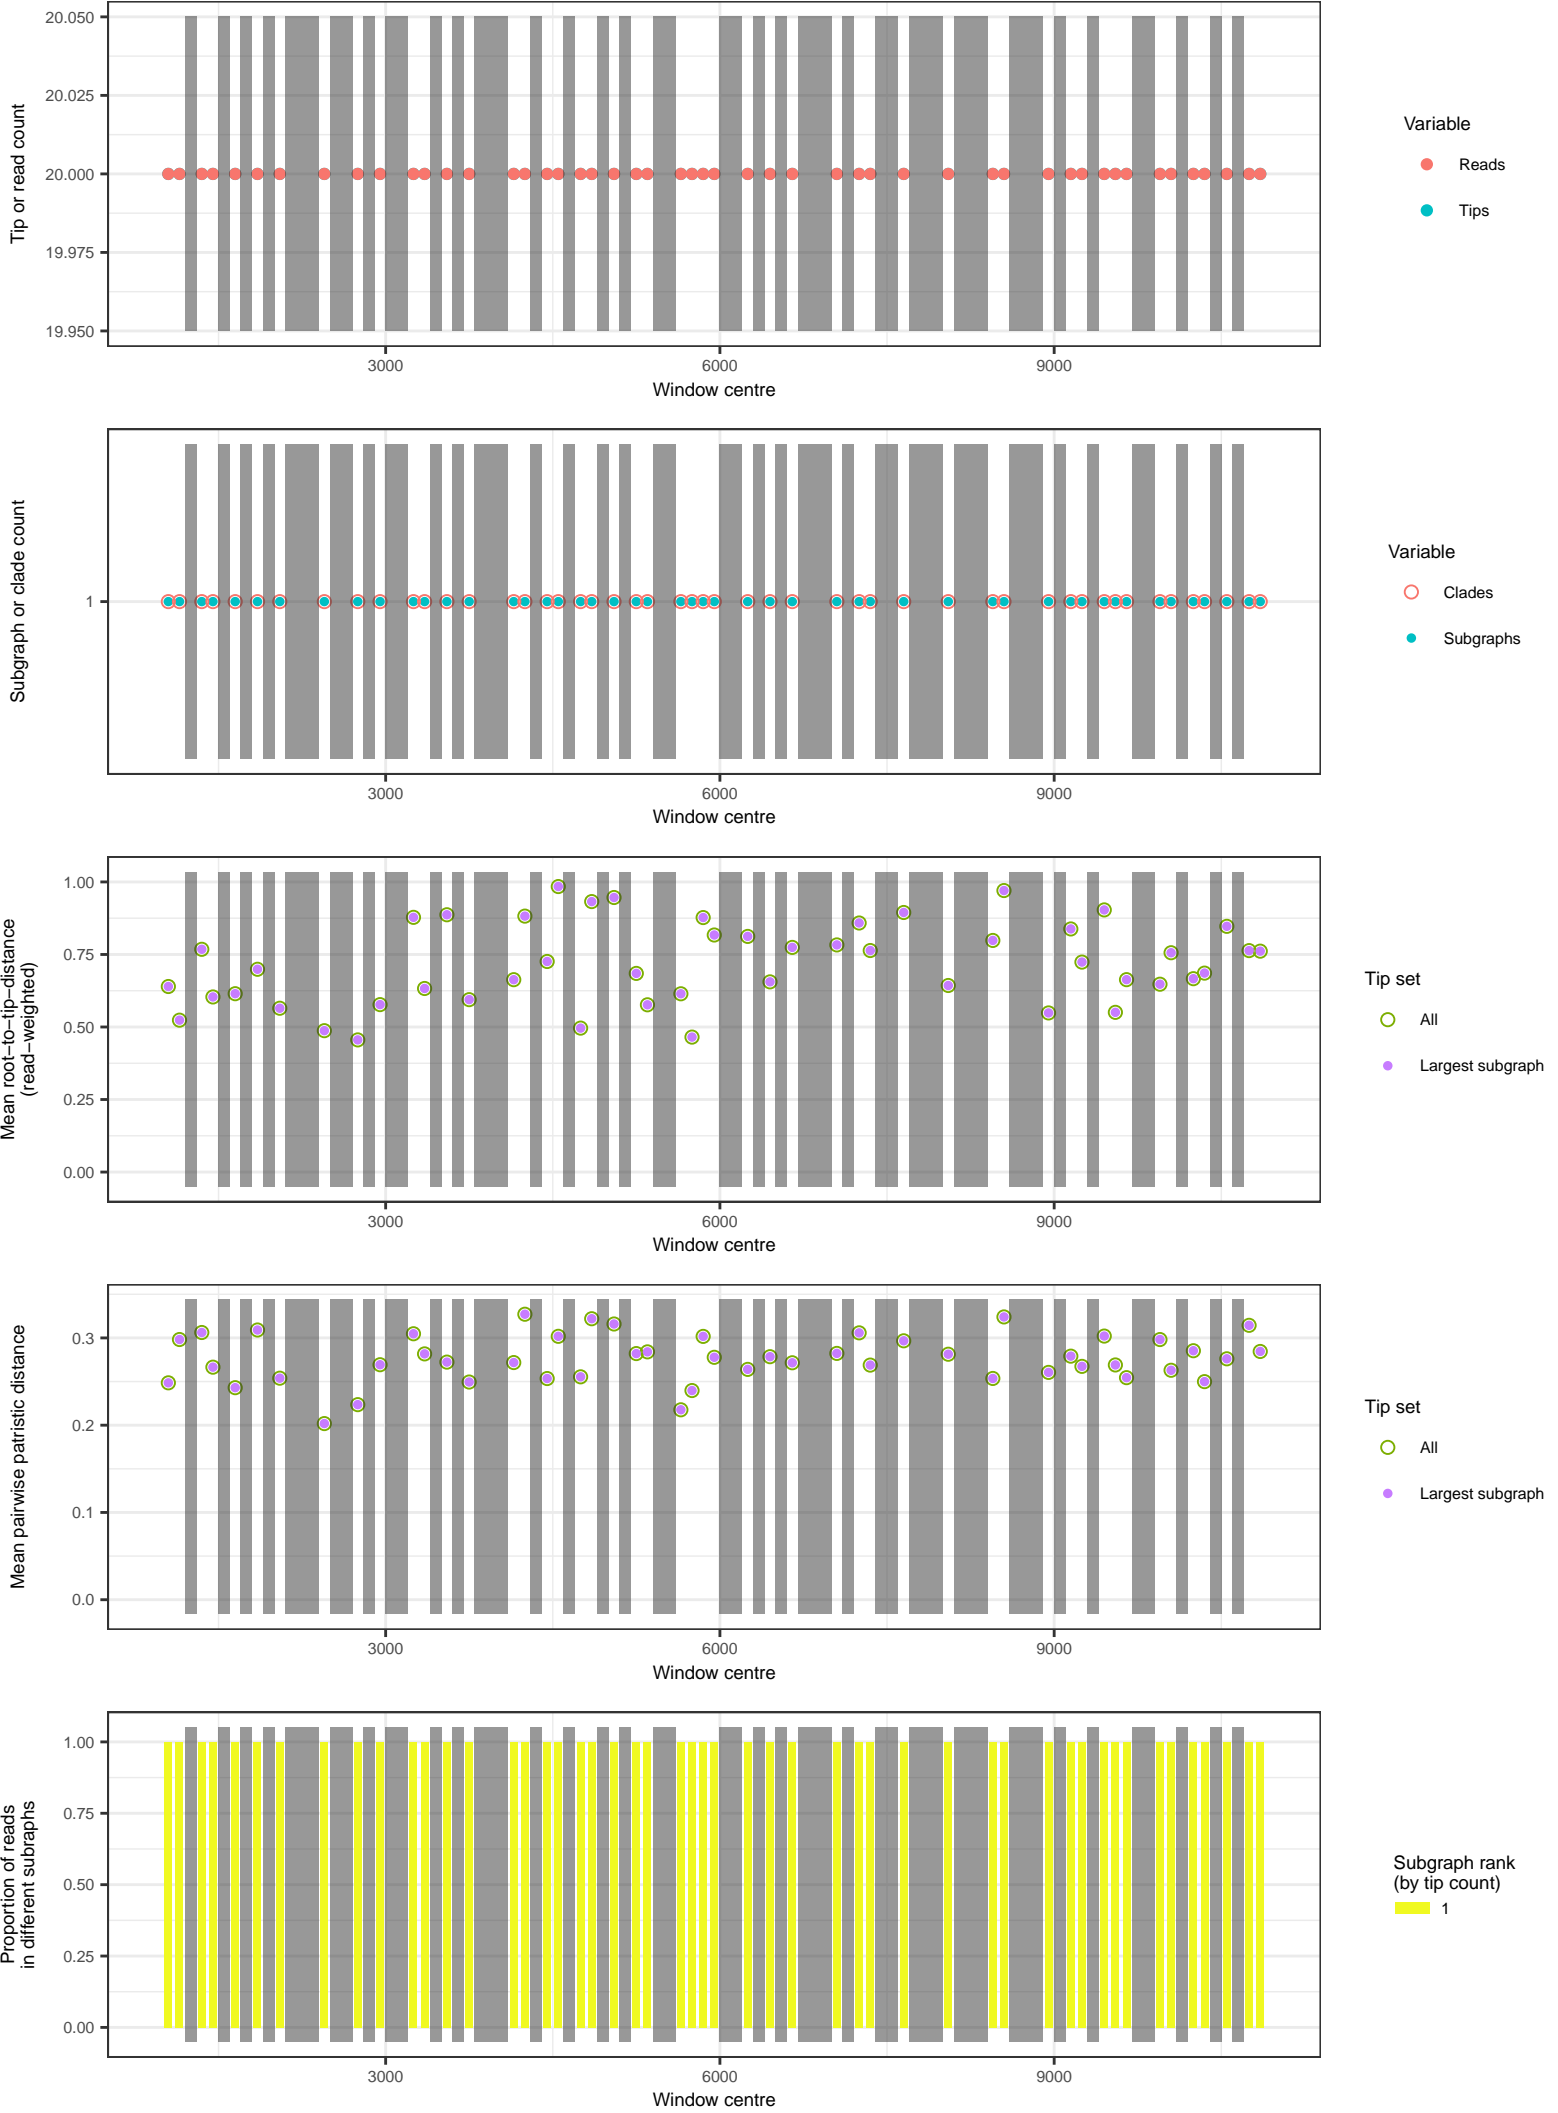 20.050
20.025
20.000
19.975
19.950
Tip or read count
3000
6000
9000
Window centre
Variable
Reads
Tips
Subgraph or clade count
1
3000
6000
9000
Window centre
Variable
Clades
Subgraphs
Mean root−to−tip−distance
(read−weighted)
1.00
0.75
0.50
0.25
0.00
3000
6000
9000
Window centre
Tip set
All
Largest subgraph
Mean pairwise patristic distance
0.3
0.2
0.1
0.0
3000
6000
9000
Window centre
Tip set
All
Largest subgraph
Proportion of reads
in different subraphs
1.00
0.75
0.50
0.25
0.00
3000
6000
9000
Window centre
Subgraph rank
(by tip count)
1